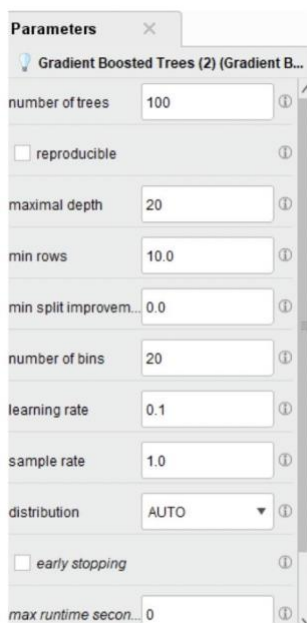 Parameters
Gradient Boosted Trees (2) (Gradient B...
number of trees 100
reproducible
maximal depth 20
min rows 10.0
min split improvem... 0.0
number of bins 20
learning rate 0.1
sample rate 1.0
distribution AUTO
early stopping
max runtime secon... 0